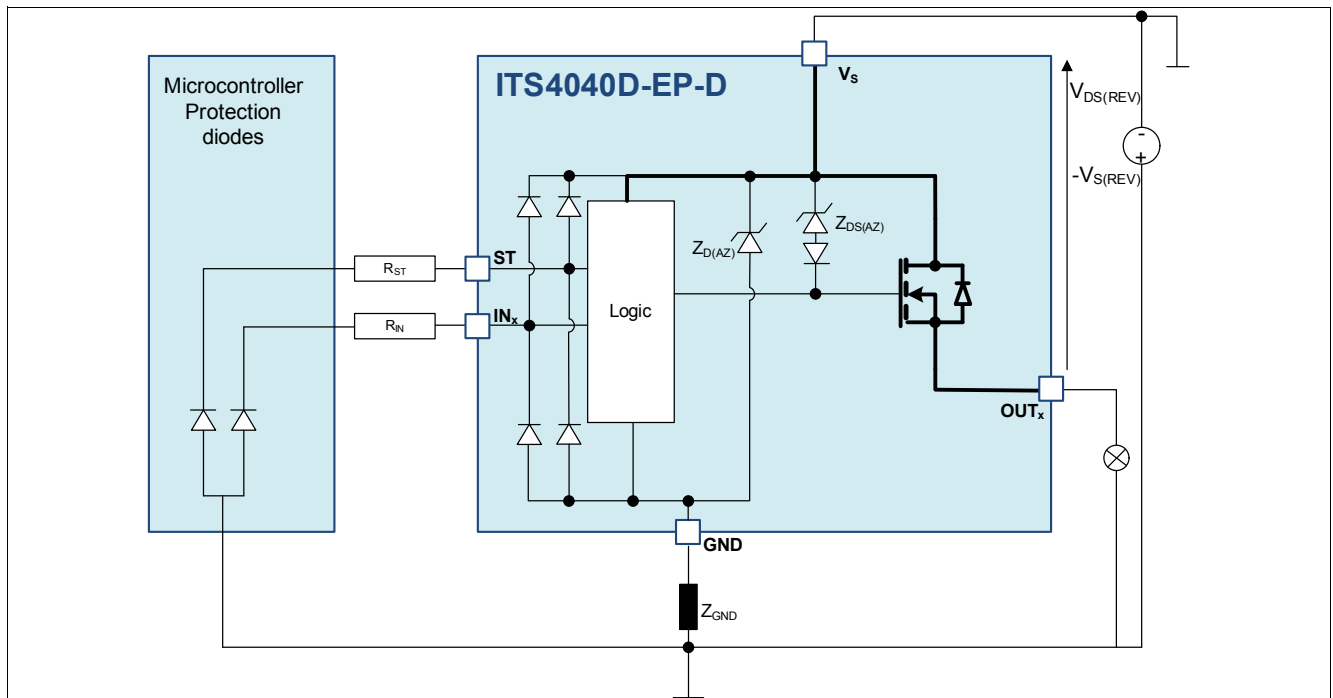 Microcontroller
Protection
diodes
ITS4040D-EP-D
VS
VDS(REV)
-
+
-VS(REV)
ZD(AZ)
ZDS(AZ)
RST
ST
RIN
INx
Logic
OUTx
GND
ZGND